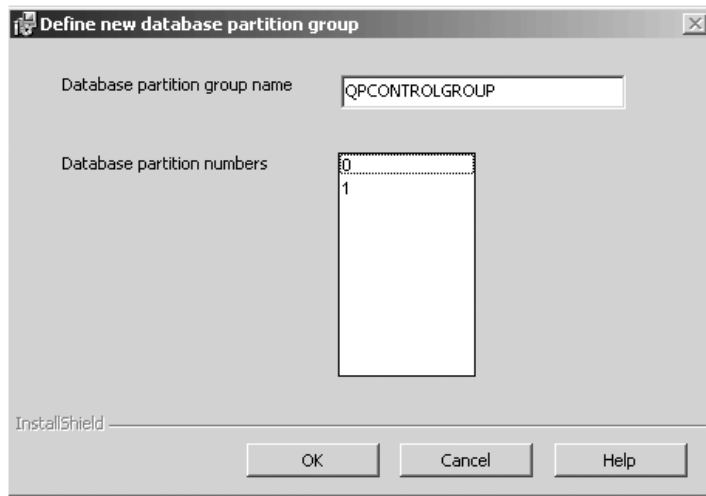 Define new database partition group
Database partition group name
QPCONTROLGROUP
Database partition numbers
0
1
InstallShield
OK Cancel Help